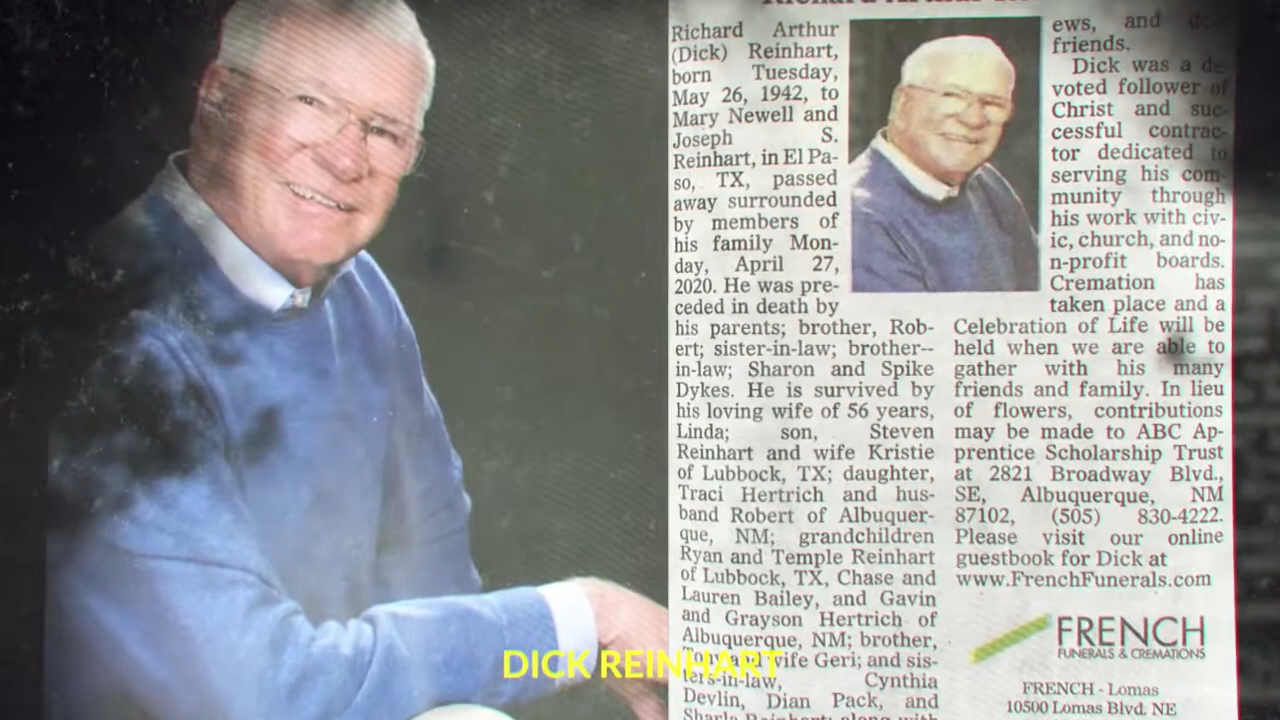 Richard Arthur
(Dick) Reinhart,
born Tuesday,
May 26, 1942, to
Mary Newell and
Joseph S.
Reinhart, in El Pa-
so, TX, passed
away surrounded
by members of
his family Mon-
day, April 27,
2020. He was pre-
ceded in death by
his parents; brother, Rob-
ert; sister-in-law; brother--
in-law; Sharon and Spike
Dykes. He is survived by
his loving wife of 56 years,
Linda; son, Steven
Reinhart and wife Kristie
of Lubbock, TX; daughter,
Traci Hertrich and hus-
band Robert of Albuquer-
que, NM; grandchildren
Ryan and Temple Reinhart
of Lubbock, TX, Chase and
Lauren Bailey, and Gavin
and Grayson Hertrich of
Albuquerque, NM; brother,
wife Geri; and sis-
ters-in-law, Cynthia
Devlin, Dian Pack, and
Sharla Reinhart; along with
ews, and
friends.
Dick was a de-
voted follower of
Christ and suc-
cessful contrac-
tor dedicated to
serving his com-
munity through
his work with civ-
ic, church, and no-
n-profit boards.
Cremation has
taken place and a
Celebration of Life will be
held when we are able to
gather with his many
friends and family. In lieu
of flowers, contributions
may be made to ABC Ap-
prentice Scholarship Trust
at 2821 Broadway Blvd.,
SE, Albuquerque, NM
87102, (505) 830-4222.
Please visit our online
guestbook for Dick at
www.FrenchFunerals.com
FRENCH
FUNERALS & CREMATIONS
FRENCH - Lomas
10500 Lomas Blvd. NE
DICK REINHART